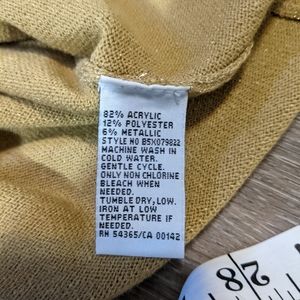 82% ACRYLIC
12% POLYESTER
6% METALLIC
STYLE NO B5X079822
MACHINE WASH IN
COLD WATER.
GENTLE CYCLE.
ONLY NON CHLORINE
BLEACH WHEN
NEEDED.
TUMBLE DRY, LOW.
IRON AT LOW
TEMPERATURE IF
NEEDED.
RN 54365/CA 00142
28